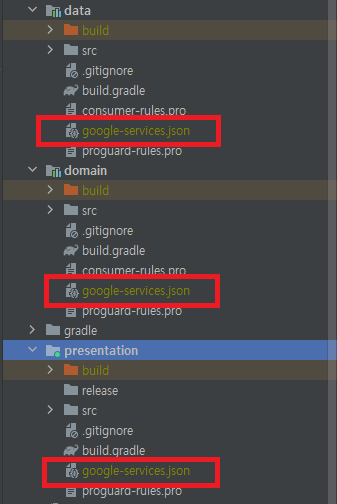 data
build
src
.gitignore
build.gradle
consumer-rules.pro
google-services.json
proguard-rules.pro
domain
build
src
.gitignore
build.gradle
consumer-rules.pro
google-services.json
proguard-rules.pro
gradle
presentation
build
release
src
.gitignore
build.gradle
google-services.json
proguard-rules.pro